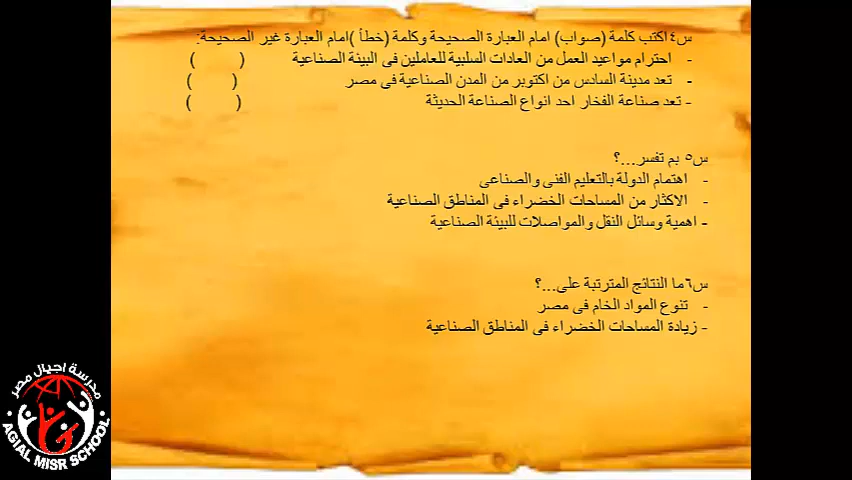 س٤اكتب كلمة (صواب) امام العبارة الصحيحة وكلمة (خطأ )امام العبارة غير الصحيحة:
- احترام مواعيد العمل من العادات السلبية للعاملين فى البيئة الصناعية ( )
- تعد مدينة السادس من اكتوبر من المدن الصناعية فى مصر ( )
- تعد صناعة الفخار احد انواع الصناعة الحديثة ( )
س٥ بم تفسر...؟
- اهتمام الدولة بالتعليم الفنى والصناعى
- الاكثار من المساحات الخضراء فى المناطق الصناعية
- اهمية وسائل النقل والمواصلات للبيئة الصناعية
س٦ما النتائج المترتبة على...؟
- تنوع المواد الخام فى مصر
- زيادة المساحات الخضراء فى المناطق الصناعية
مدرسة اجيال مصر
AGIAL MISR SCHOOL